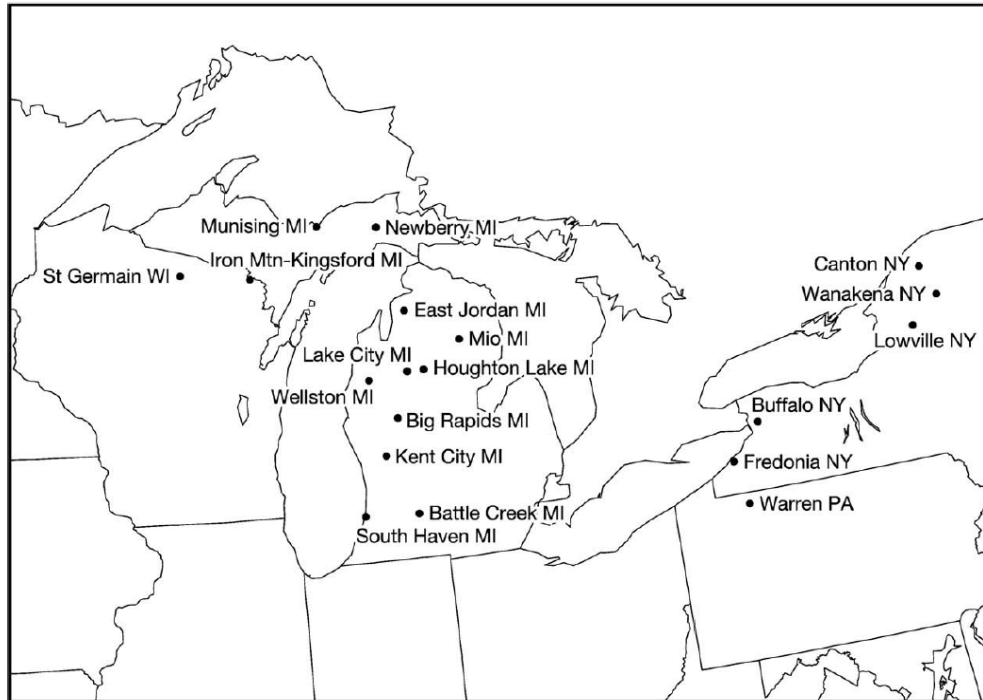 Munising MI
Newberry MI
St Germain WI
Iron Mtn-Kingsford MI
Canton NY
Wanakena NY
East Jordan MI
Mio MI
Lowville NY
Lake City MI
Houghton Lake MI
Wellston MI
Big Rapids MI
Buffalo NY
Kent City MI
Fredonia NY
Warren PA
Battle Creek MI
South Haven MI